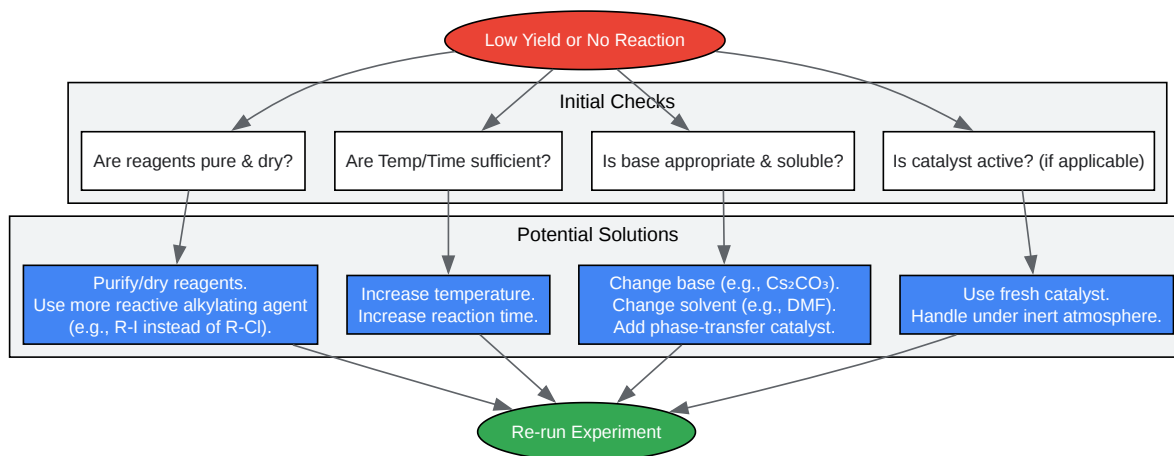 Low Yield or No Reaction
Initial Checks
Are reagents pure & dry?
Are Temp/Time sufficient?
Is base appropriate & soluble?
Is catalyst active? (if applicable)
Potential Solutions
Purify/dry reagents.
Use more reactive alkylating agent
(e.g., R-I instead of R-Cl).
Increase temperature.
Increase reaction time.
Change base (e.g., Cs₂CO₃).
Change solvent (e.g., DMF).
Add phase-transfer catalyst.
Use fresh catalyst.
Handle under inert atmosphere.
Re-run Experiment